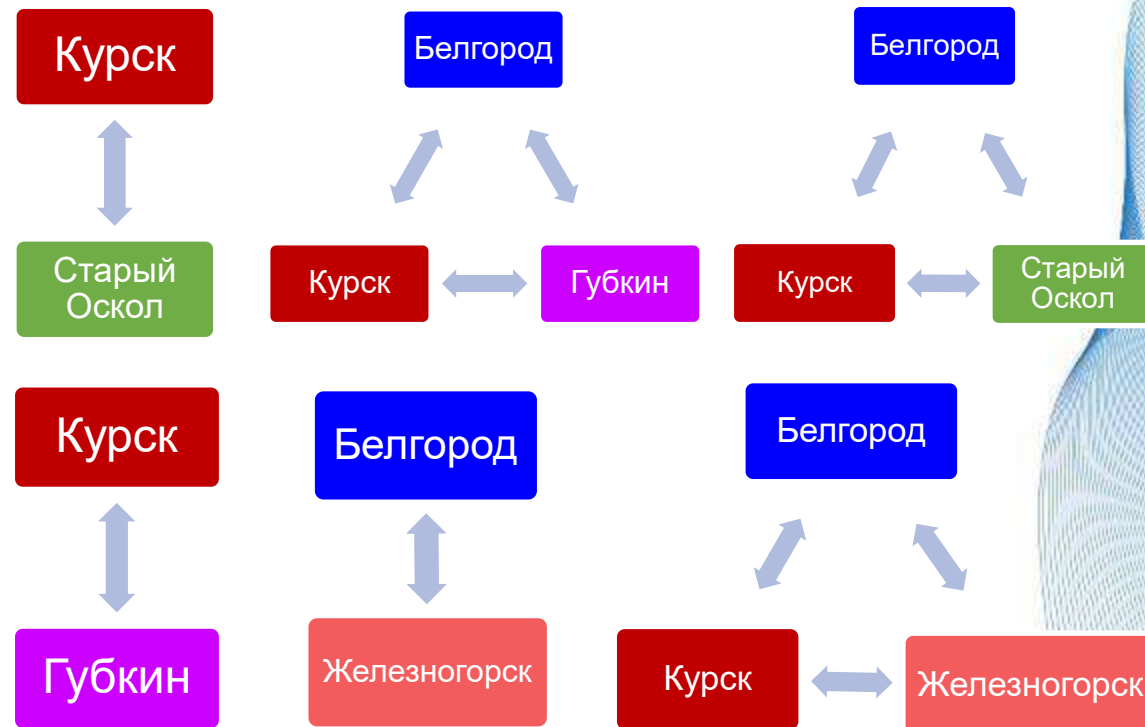 Курск
Белгород
Белгород
Старый
Оскол
Курск
Губкин
Курск
Старый
Оскол
Курск
Белгород
Белгород
Губкин
Железногорск
Курск
Железногорск